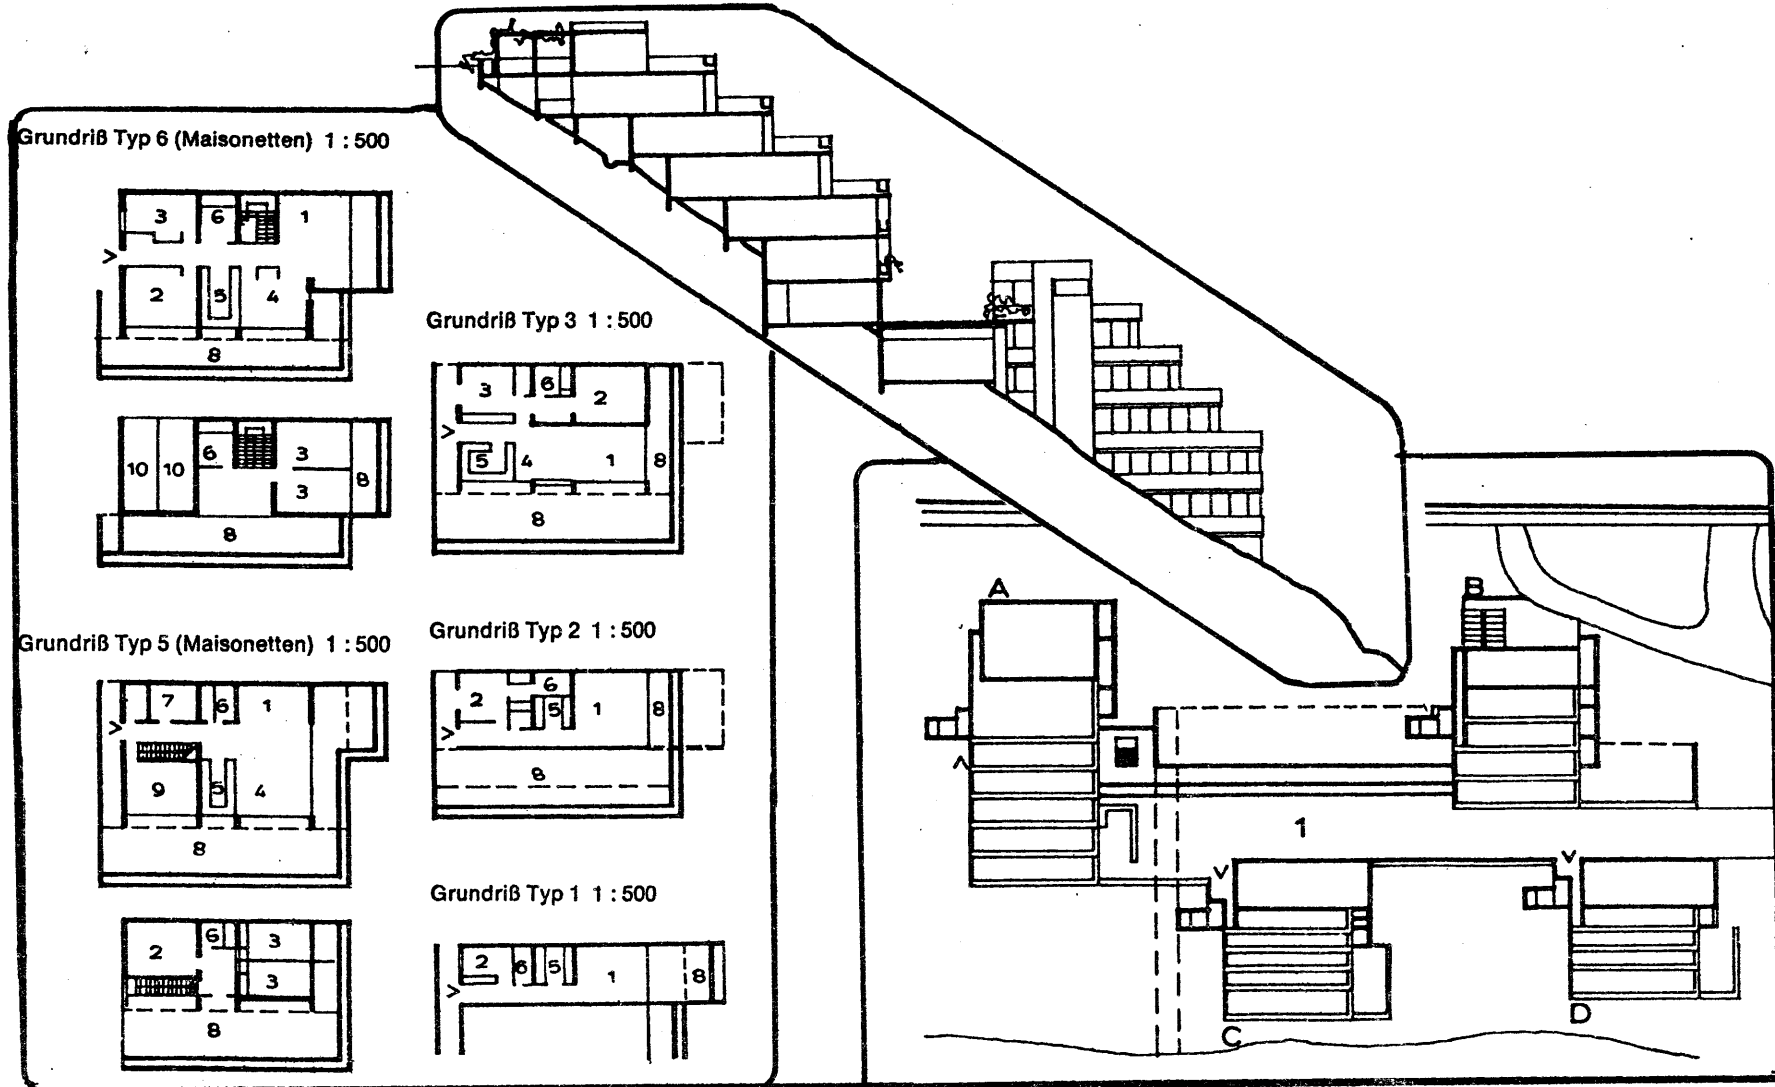 Grundriß Typ 6 (Maisonetten) 1 : 500
3 6 1
2 5 4
8
10 10 6 3 8
3
8
Grundriß Typ 5 (Maisonetten) 1 : 500
7 6 1
9 5 4
8
2 6 3
3
8
Grundriß Typ 3 1 : 500
3 6 2
5 4 1 8
8
Grundriß Typ 2 1 : 500
2 6 5 1 8
8
Grundriß Typ 1 1 : 500
2 6 5 1 8
A
B
1
C
D